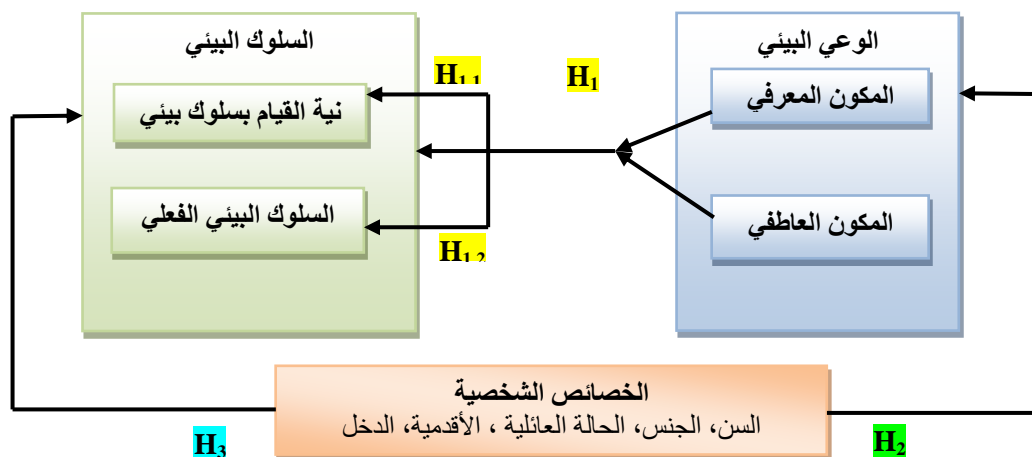 الوعي البيئي
المكون المعرفي
المكون العاطفي
H1
H1.1
H1.2
السلوك البيئي
نية القيام بسلوك بيئي
السلوك البيئي الفعلي
الخصائص الشخصية
السن، الجنس، الحالة العائلية ، الأقدمية، الدخل
H2
H3